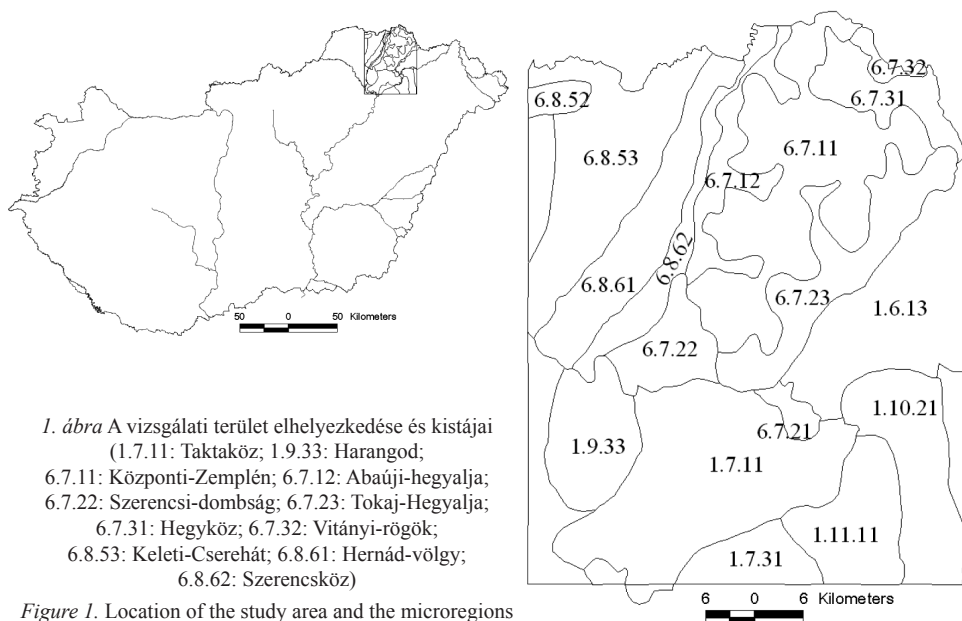 50 0 50 Kilometers
1. ábra A vizsgálati terület elhelyezkedése és kistájai
(1.7.11: Taktaköz; 1.9.33: Harangod;
6.7.11: Központi-Zemplén; 6.7.12: Abaúji-hegyalja;
6.7.22: Szerencsi-dombság; 6.7.23: Tokaj-Hegyalja;
6.7.31: Hegyköz; 6.7.32: Vitányi-rögök;
6.8.53: Keleti-Cserehát; 6.8.61: Hernád-völgy;
6.8.62: Szerencsköz)
Figure 1. Location of the study area and the microregions
6.7.32
6.8.52
6.7.31
6.8.53
6.7.11
6.7.12
6.8.62
6.8.61
6.7.23
1.6.13
6.7.22
1.10.21
6.7.21
1.9.33
1.7.11
1.11.11
1.7.31
6 0 6 Kilometers